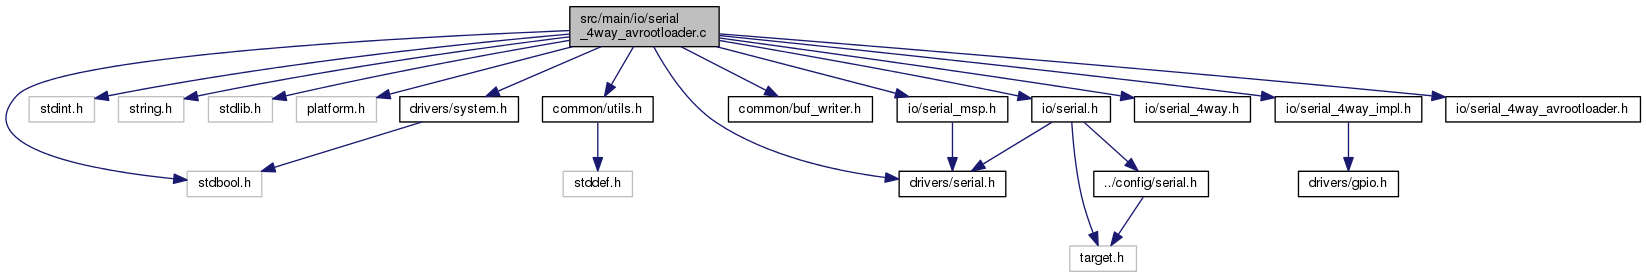 src/main/io/serial
_4way_avrootloader.c
stdint.h
string.h
stdlib.h
platform.h
drivers/system.h
common/utils.h
common/buf_writer.h
io/serial_msp.h
io/serial.h
io/serial_4way.h
io/serial_4way_impl.h
io/serial_4way_avrootloader.h
stdbool.h
stddef.h
drivers/serial.h
../config/serial.h
drivers/gpio.h
target.h